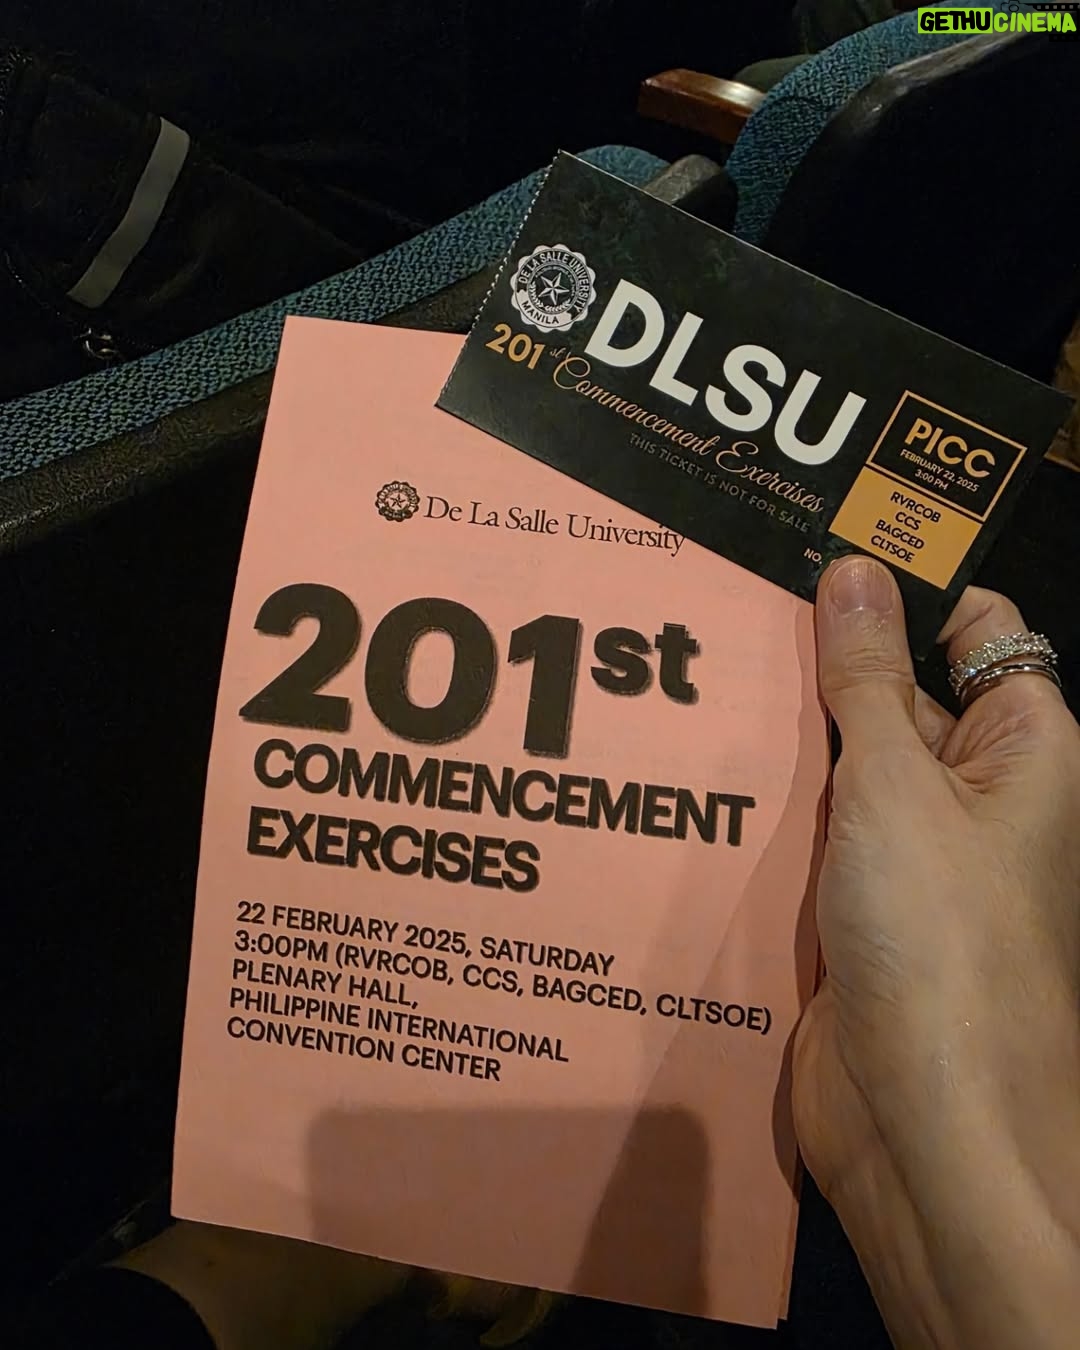 GETHUCINEMA
DE LA SALLE UNIVERSITY
MANILA
DLSU
201st Commencement Exercises
THIS TICKET IS NOT FOR SALE
NO.
PICC
FEBRUARY 22, 2025
3:00 PM
RVRCOB
CCS
BAGCED
CLTSOE
De La Salle University
201st
COMMENCEMENT
EXERCISES
22 FEBRUARY 2025, SATURDAY
3:00PM (RVRCOB, CCS, BAGCED, CLTSOE)
PLENARY HALL,
PHILIPPINE INTERNATIONAL
CONVENTION CENTER